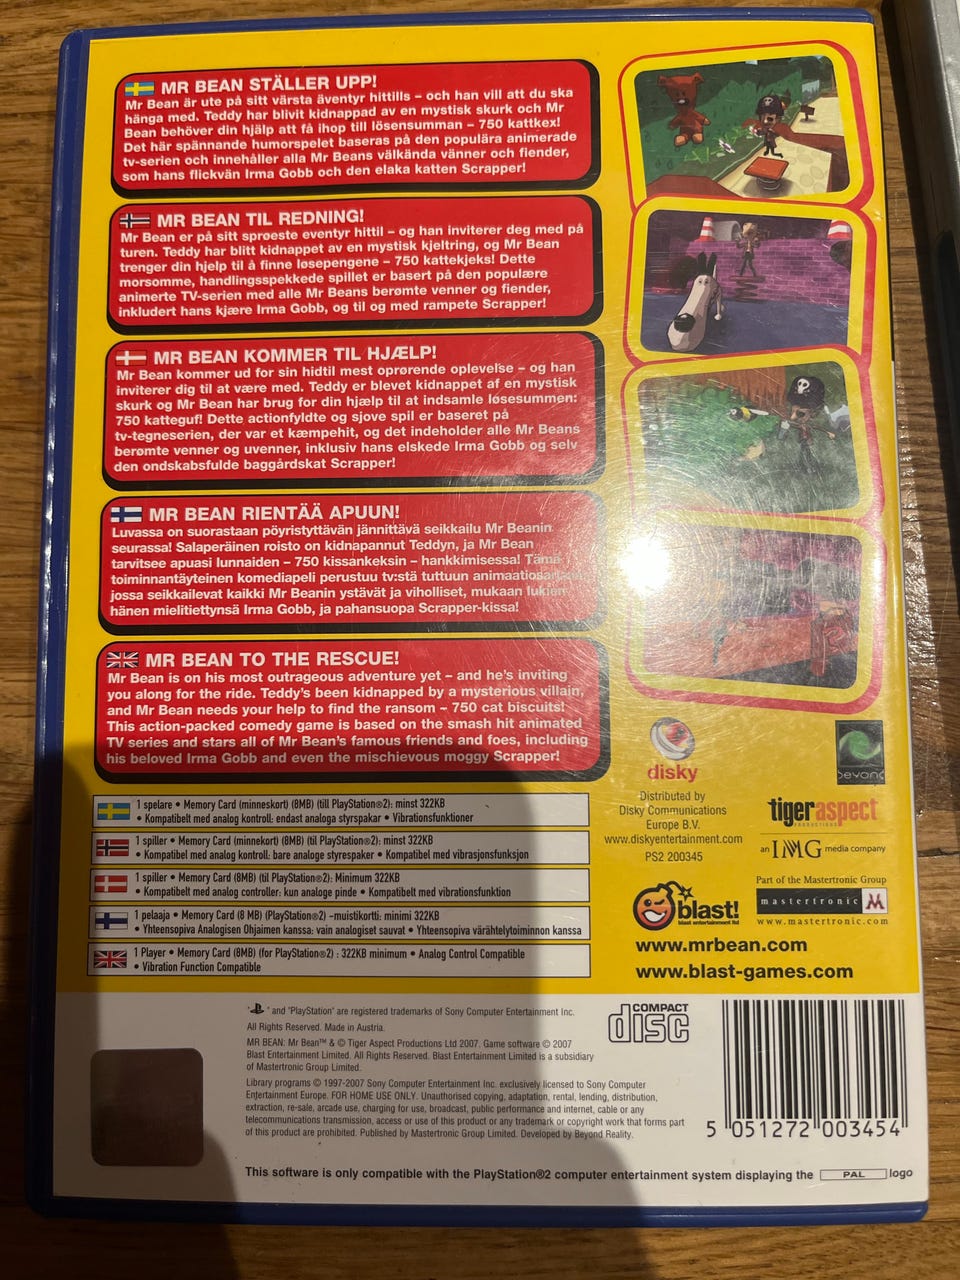 MR BEAN STÄLLER UPP!
Mr Bean är ute på sitt värsta äventyr hittills – och han vill att du ska
hänga med. Teddy har blivit kidnappad av en mystisk skurk och Mr
Bean behöver din hjälp att få ihop till lösensumman – 750 kattkex!
Det här spännande humorspelet baseras på den populära animerade
tv-serien och innehåller alla Mr Beans välkända vänner och fiender,
som hans flickvän Irma Gobb och den elaka katten Scrapper!
MR BEAN TIL REDNING!
Mr Bean er på sitt sprøeste eventyr hittil – og han inviterer deg med på
turen. Teddy har blitt kidnappet av en mystisk kjeltring, og Mr Bean
trenger din hjelp til å finne løsepengene – 750 kattekjeks! Dette
morsomme, handlingsspekkede spillet er basert på den populære
animerte TV-serien med alle Mr Beans berømte venner og fiender,
inkludert hans kjære Irma Gobb, og til og med rampete Scrapper!
MR BEAN KOMMER TIL HJÆLP!
Mr Bean kommer ud for sin hidtil mest oprørende oplevelse – og han
inviterer dig til at være med. Teddy er blevet kidnappet af en mystisk
skurk og Mr Bean har brug for din hjælp til at indsamle løsesummen:
750 katteguf! Dette actionfyldte og sjove spil er baseret på
tv-tegneserien, der var et kæmpehit, og det indeholder alle Mr Beans
berømte venner og uvenner, inklusiv hans elskede Irma Gobb og selv
den ondskabsfulde baggårdskat Scrapper!
MR BEAN RIENTÄÄ APUUN!
Luvassa on suorastaan pöyristyttävän jännittävä seikkailu Mr Beanin
seurassa! Salaperäinen roisto on kidnapannut Teddyn, ja Mr Bean
tarvitsee apuasi lunnaiden – 750 kissankeksin – hankkimisessa! Tämä
toiminnantäyteinen komediapeli perustuu tv:stä tuttuun
jossa seikkailevat kaikki Mr Beanin ystävät ja viholliset, mukaan lukien
hänen mielitiettynsä Irma Gobb, ja pahansuopa Scrapper-kissa!
MR BEAN TO THE RESCUE!
Mr Bean is on his most outrageous adventure yet – and he's inviting
you along for the ride. Teddy's been kidnapped by a mysterious villain,
and Mr Bean needs your help to find the ransom – 750 cat biscuits!
This action-packed comedy game is based on the smash hit animated
TV series and stars all of Mr Bean's famous friends and foes, including
his beloved Irma Gobb and even the mischievous moggy Scrapper!
1 spelare • Memory Card (minneskort) (8MB) (till PlayStation®2): minst 322KB
• Kompatibelt med analog kontroll: endast analoga styrspakar • Vibrationsfunktioner
1 spiller • Memory Card (minnekort) (8MB) (til PlayStation®2): minst 322KB
• Kompatibel med analog kontroll: bare analoge styrespaker • Kompatibel med vibrasjonsfunksjon
1 spiller • Memory Card (8MB) (til PlayStation®2): Minimum 322KB
• Kompatibelt med analog controller: kun analoge pinde • Kompatibelt med vibrationsfunktion
1 pelaaja • Memory Card (8 MB) (PlayStation®2) -muistikortti: minimi 322KB
• Yhteensopiva Analogisen Ohjaimen kanssa: vain analogiset sauvat • Yhteensopiva värähtelytoiminnon kanssa
1 Player • Memory Card (8MB) (for PlayStation®2) : 322KB minimum • Analog Control Compatible
• Vibration Function Compatible
disky
Distributed by
Disky Communications
Europe B.V.
www.diskyentertainment.com
PS2 200345
beyond
tigeraspect
PRODUCTIONS
an IMG media company
blast!
blast entertainment ltd
Part of the Mastertronic Group
mastertronic M
www.mastertronic.com
www.mrbean.com
www.blast-games.com
" " and "PlayStation" are registered trademarks of Sony Computer Entertainment Inc.
All Rights Reserved. Made in Austria.
MR BEAN: Mr Bean™ & © Tiger Aspect Productions Ltd 2007. Game software © 2007
Blast Entertainment Limited. All Rights Reserved. Blast Entertainment Limited is a subsidiary
of Mastertronic Group Limited.
Library programs © 1997-2007 Sony Computer Entertainment Inc. exclusively licensed to Sony Computer
Entertainment Europe. FOR HOME USE ONLY. Unauthorised copying, adaptation, rental, lending, distribution,
extraction, re-sale, arcade use, charging for use, broadcast, public performance and internet, cable or any
telecommunications transmission, access or use of this product or any trademark or copyright work that forms part
of this product are prohibited. Published by Mastertronic Group Limited. Developed by Beyond Reality.
COMPACT
disc
5 051272 003454
This software is only compatible with the PlayStation®2 computer entertainment system displaying the PAL logo